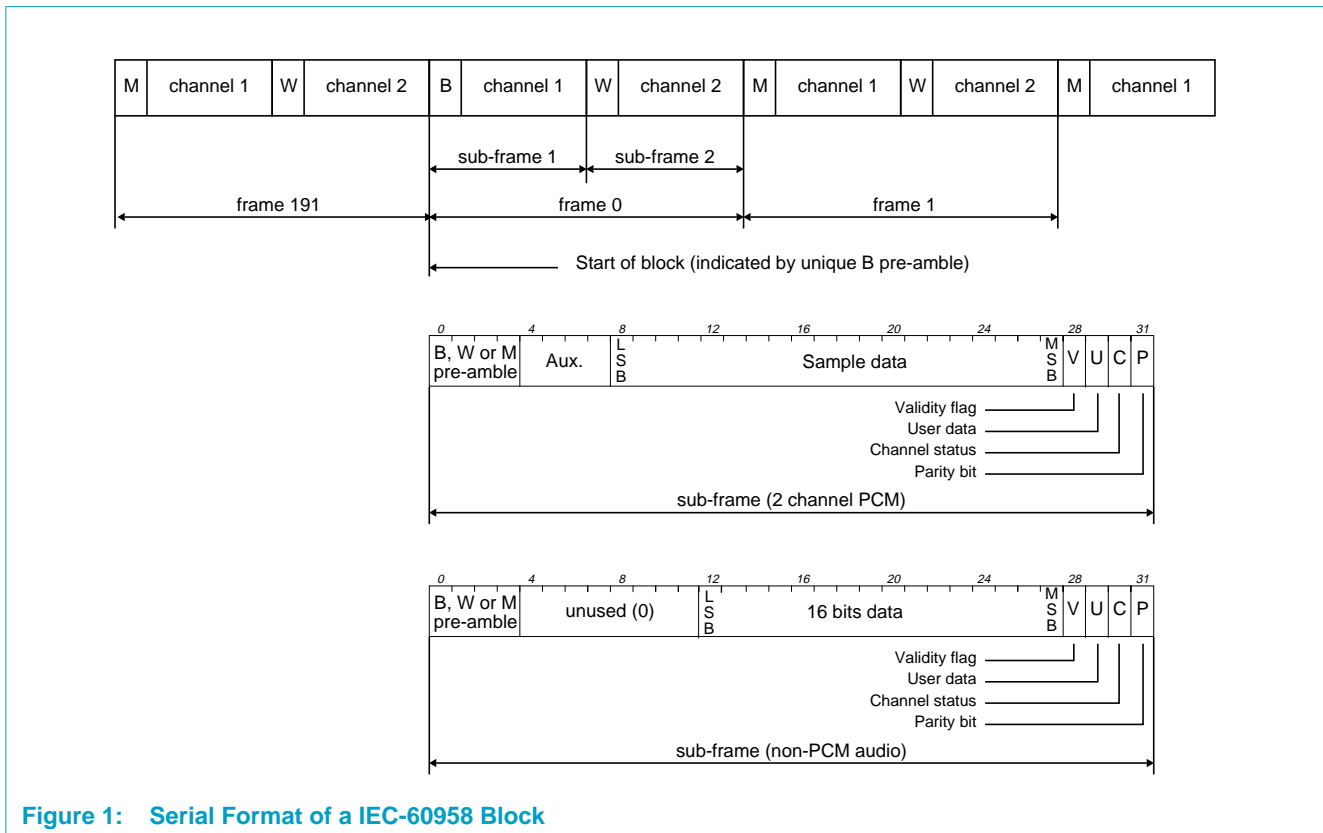 M channel 1 W channel 2 B channel 1 W channel 2 M channel 1 W channel 2 M channel 1
sub-frame 1 sub-frame 2
frame 191 frame 0 frame 1
Start of block (indicated by unique B pre-amble)
0 4 8 12 16 20 24 28 31
B, W or M pre-amble Aux. LSB Sample data MSB V U C P
Validity flag
User data
Channel status
Parity bit
sub-frame (2 channel PCM)
0 4 8 12 16 20 24 28 31
B, W or M pre-amble unused (0) LSB 16 bits data MSB V U C P
Validity flag
User data
Channel status
Parity bit
sub-frame (non-PCM audio)
Figure 1: Serial Format of a IEC-60958 Block